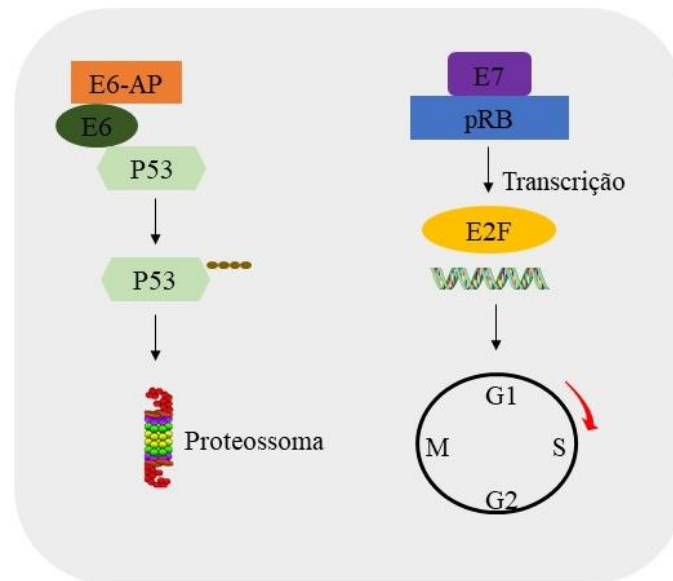 E6-AP
E6
P53
P53
Proteossoma
E7
pRB
Transcrição
E2F
G1
M
S
G2